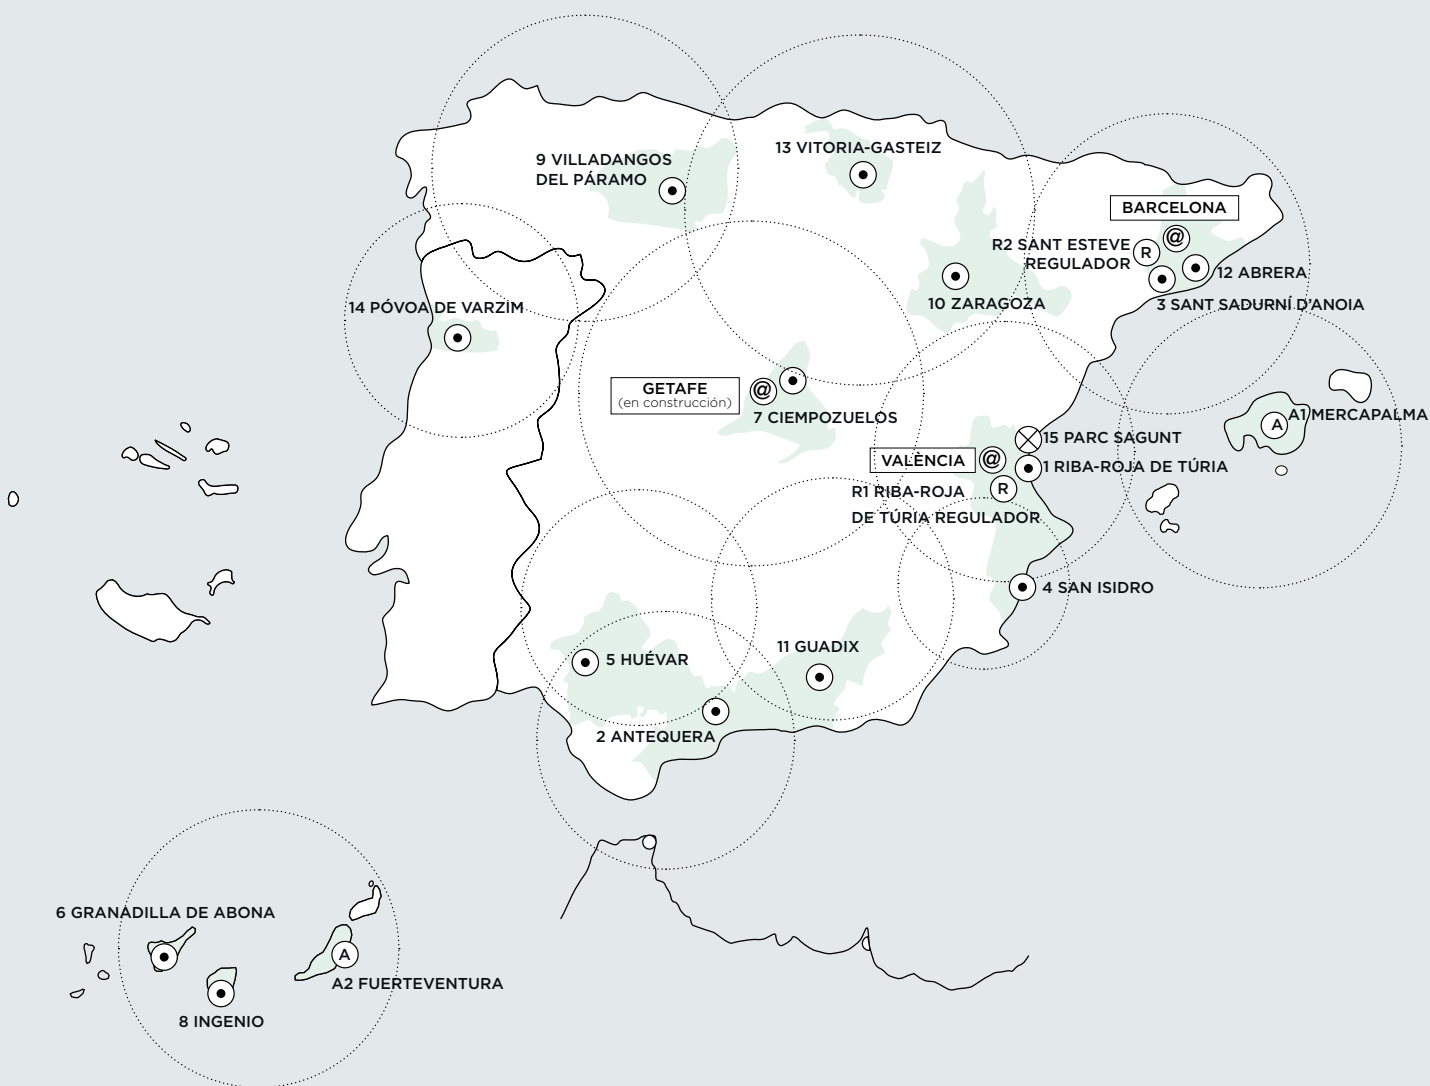 13 VITORIA-GASTEIZ
9 VILLADANGOS
DEL PÁRAMO
BARCELONA
@
R2 SANT ESTEVE
REGULADOR
R
12 ABRERA
10 ZARAGOZA
3 SANT SADURNÍ D'ANOIA
14 PÓVOA DE VARZIM
GETAFE
(en construcción)
@
7 CIEMPOZUELOS
A1 MERCAPALMA
A
15 PARC SAGUNT
VALÈNCIA
@
1 RIBA-ROJA DE TÚRIA
R1 RIBA-ROJA
DE TÚRIA REGULADOR
R
4 SAN ISIDRO
11 GUADIX
5 HUÉVAR
2 ANTEQUERA
6 GRANADILLA DE ABONA
A
A2 FUERTEVENTURA
8 INGENIO